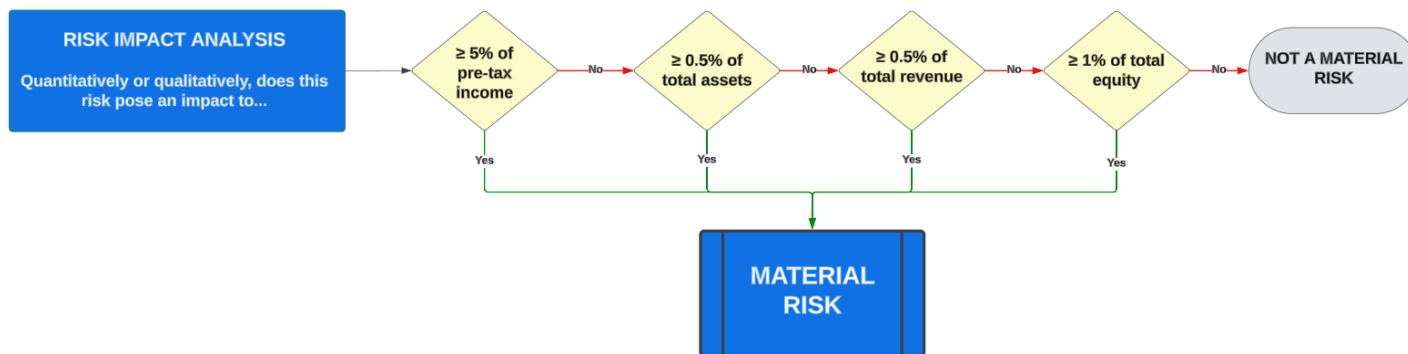 RISK IMPACT ANALYSIS
Quantitatively or qualitatively, does this
risk pose an impact to...
≥ 5% of
pre-tax
income
No
≥ 0.5% of
total assets
No
≥ 0.5% of
total revenue
No
≥ 1% of total
equity
No
NOT A MATERIAL
RISK
Yes
Yes
Yes
Yes
MATERIAL
RISK